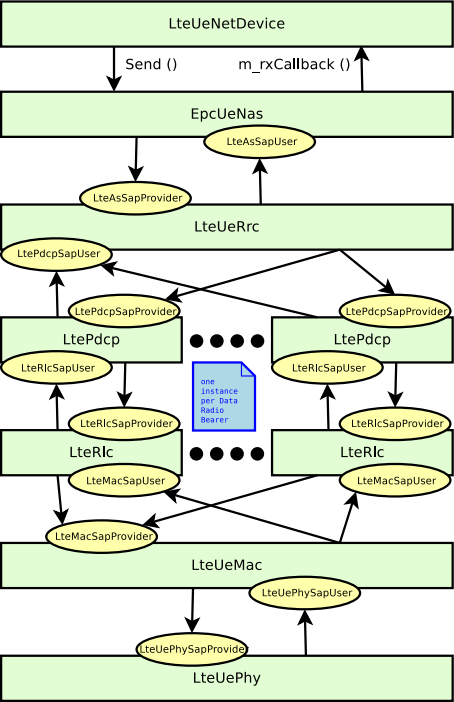 LteUeNetDevice
Send ()
m_rxCallback ()
EpcUeNas
LteAsSapUser
LteAsSapProvider
LteUeRrc
LtePdcpSapUser
LtePdcpSapProvider
LtePdcpSapProvider
LtePdcp
LtePdcp
LteRlcSapUser
LteRlcSapUser
one
instance
per Data
Radio
Bearer
LteRlcSapProvider
LteRlcSapProvider
LteRlc
LteRlc
LteMacSapUser
LteMacSapUser
LteMacSapProvider
LteUeMac
LteUePhySapUser
LteUePhySapProvider
LteUePhy